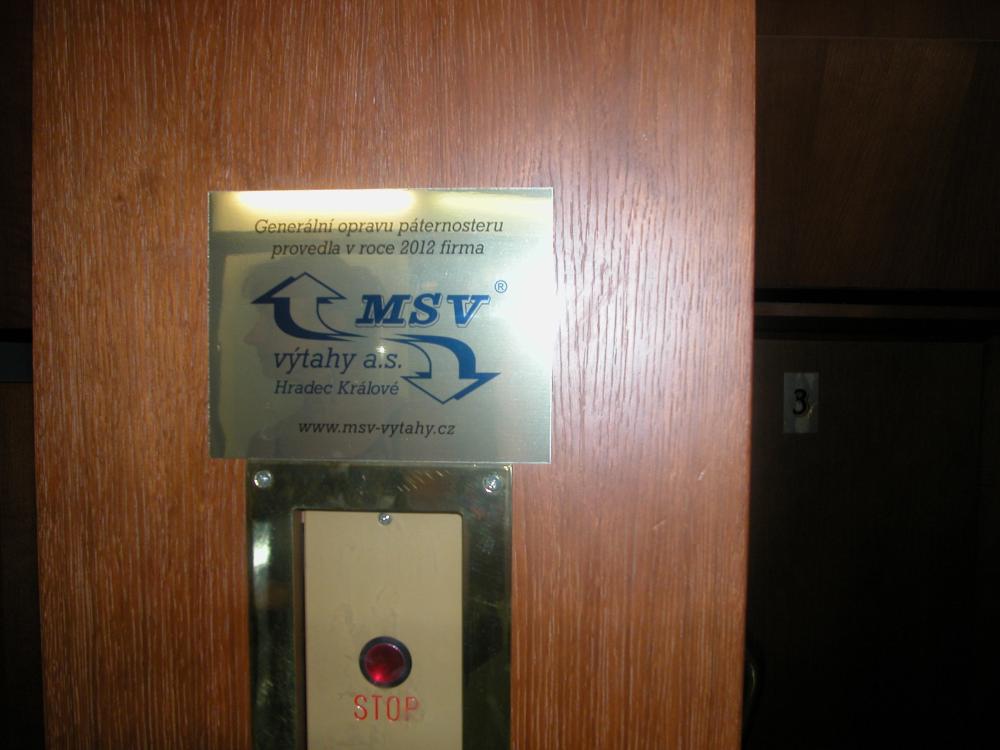 Generální opravu páternosteru
provedla v roce 2012 firma
MSV®
výtahy a.s.
Hradec Králové
www.msv-vytahy.cz
3
STOP